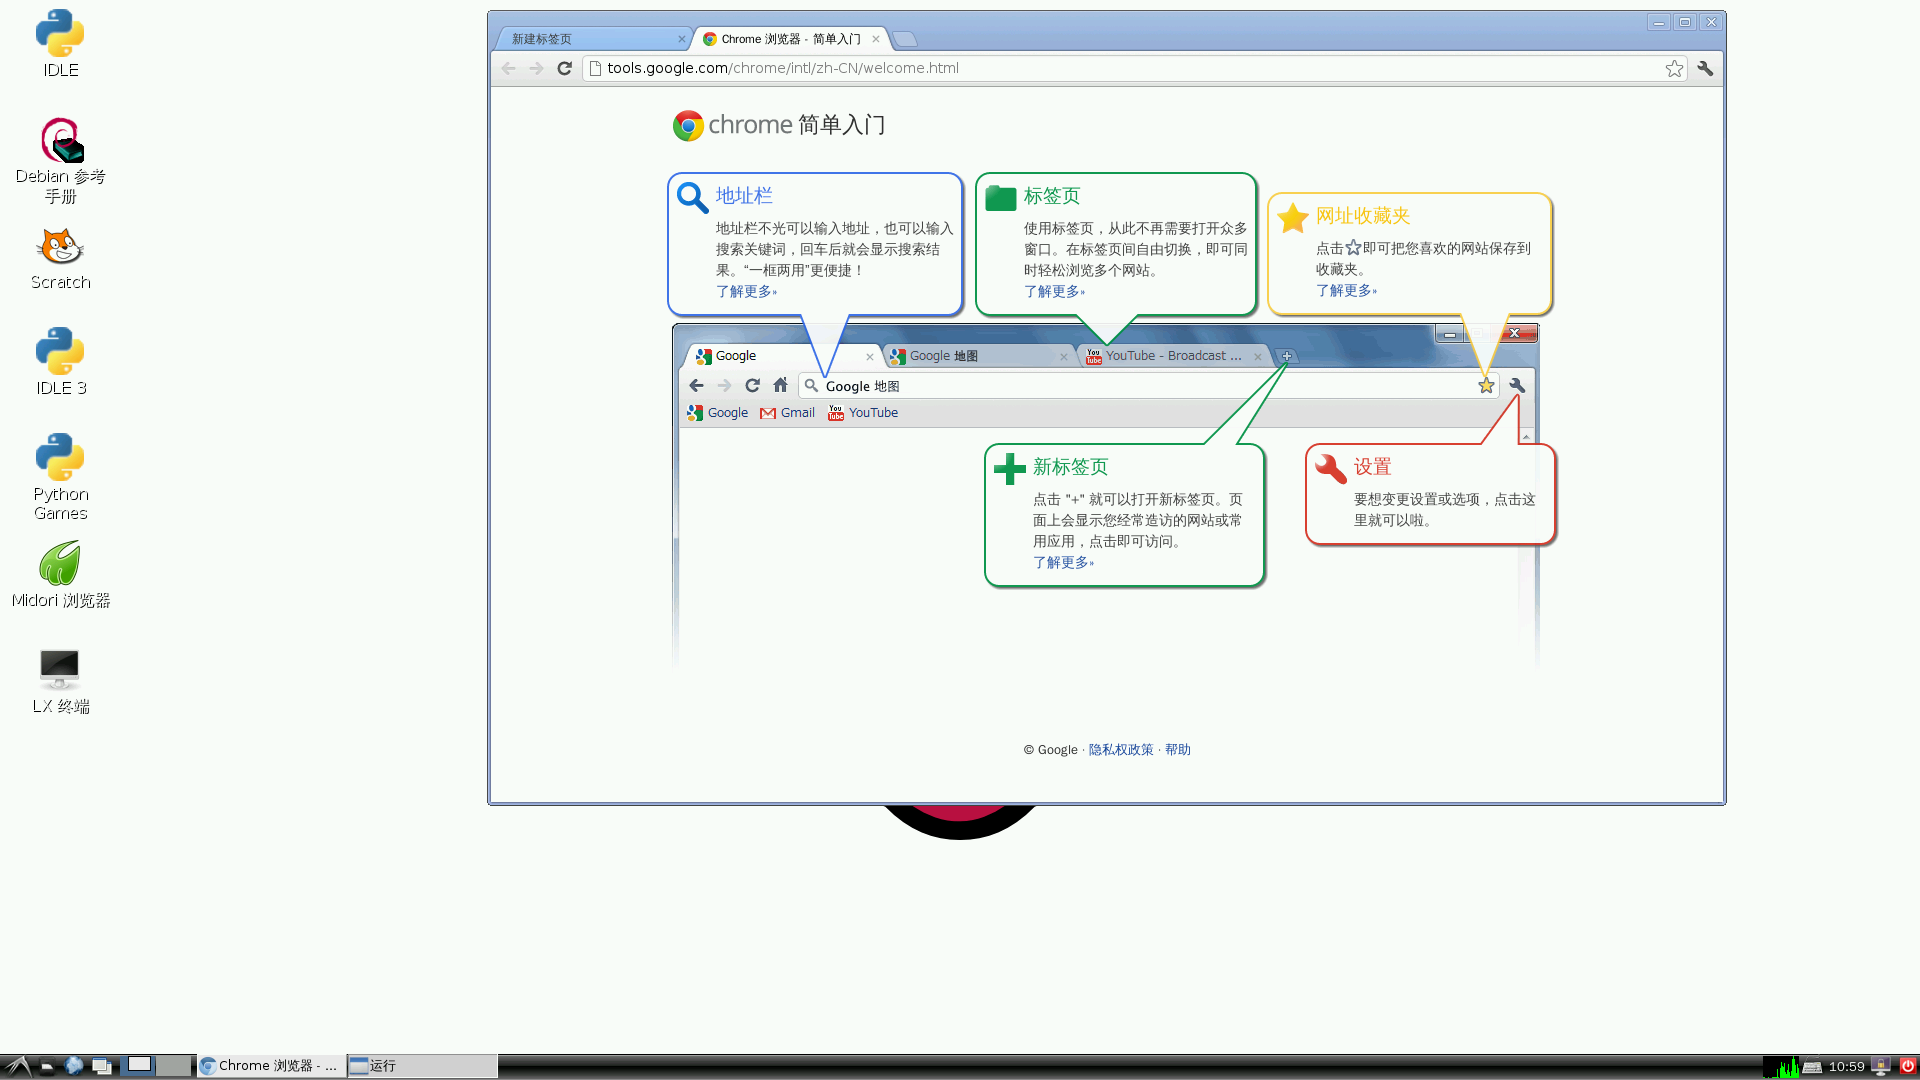 IDLE
Debian 参考
手册
Scratch
IDLE 3
Python
Games
Midori 浏览器
LX 终端
新建标签页
Chrome 浏览器 - 简单入门
tools.google.com/chrome/intl/zh-CN/welcome.html
chrome 简单入门
地址栏
地址栏不光可以输入地址，也可以输入
搜索关键词，回车后就会显示搜索结
果。“一框两用”更便捷！
了解更多»
标签页
使用标签页，从此不再需要打开众多
窗口。在标签页间自由切换，即可同
时轻松浏览多个网站。
了解更多»
网址收藏夹
点击☆即可把您喜欢的网站保存到
收藏夹。
了解更多»
Google
Google 地图
YouTube - Broadcast ...
Google 地图
Google
Gmail
YouTube
新标签页
点击 "+" 就可以打开新标签页。页
面上会显示您经常造访的网站或常
用应用，点击即可访问。
了解更多»
设置
要想变更设置或选项，点击这
里就可以啦。
© Google · 隐私权政策 · 帮助
Chrome 浏览器 - ...
运行
10:59